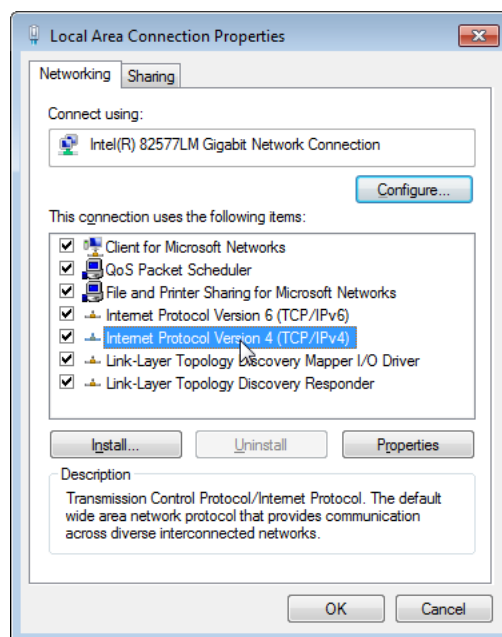 Local Area Connection Properties
Networking
Sharing
Connect using:
Intel(R) 82577LM Gigabit Network Connection
Configure...
This connection uses the following items:
Client for Microsoft Networks
QoS Packet Scheduler
File and Printer Sharing for Microsoft Networks
Internet Protocol Version 6 (TCP/IPv6)
Internet Protocol Version 4 (TCP/IPv4)
Link-Layer Topology Discovery Mapper I/O Driver
Link-Layer Topology Discovery Responder
Install...
Uninstall
Properties
Description
Transmission Control Protocol/Internet Protocol. The default
wide area network protocol that provides communication
across diverse interconnected networks.
OK
Cancel